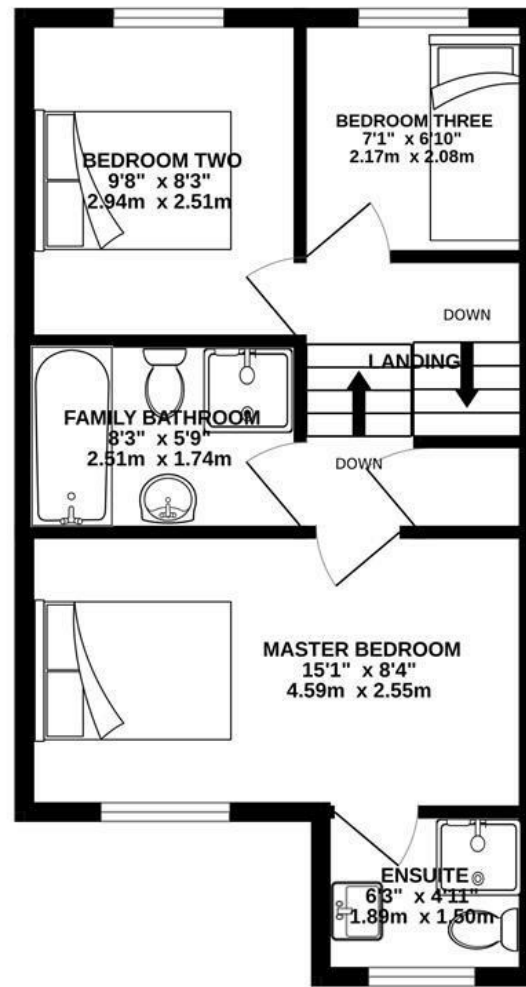 BEDROOM TWO
9'8" x 8'3"
2.94m x 2.51m
BEDROOM THREE
7'1" x 6'10"
2.17m x 2.08m
DOWN
LANDING
FAMILY BATHROOM
8'3" x 5'9"
2.51m x 1.74m
DOWN
MASTER BEDROOM
15'1" x 8'4"
4.59m x 2.55m
ENSUITE
6'3" x 4'11"
1.89m x 1.50m